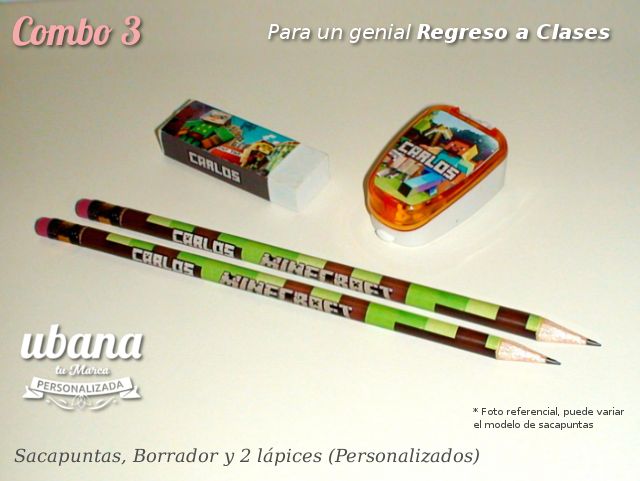 Combo 3
Para un genial Regreso a Clases
CARLOS
CARLOS
CARLOS MINECRAFT
CARLOS MINECRAFT
ubana
tu Marca
PERSONALIZADA
* Foto referencial, puede variar
el modelo de sacapuntas
Sacapuntas, Borrador y 2 lápices (Personalizados)